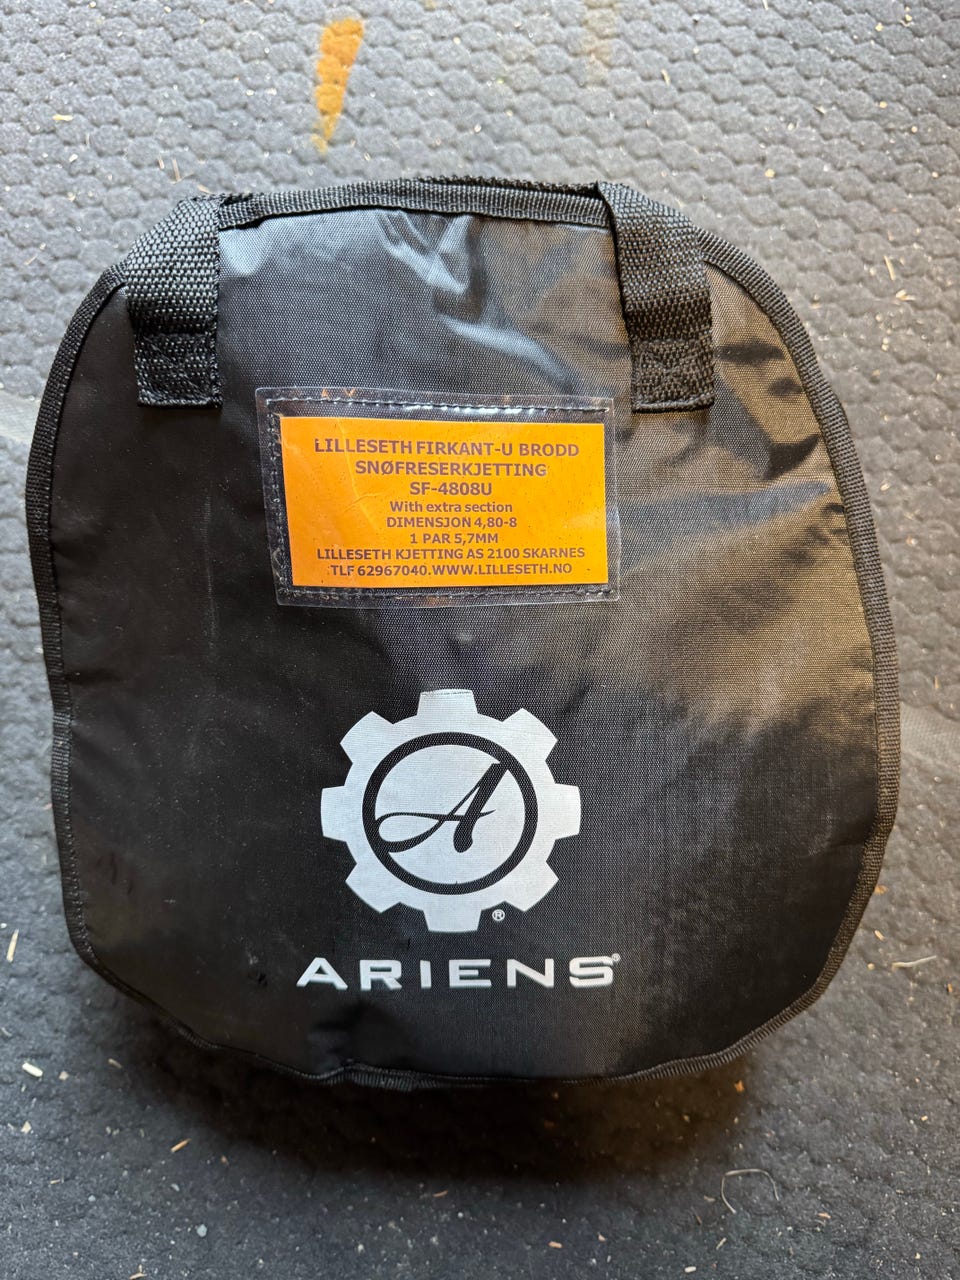 LILLESETH FIRKANT-U BRODD
SNØFRESERKJETTING
SF-4808U
With extra section
DIMENSJON 4,80-8
1 PAR 5,7MM
LILLESETH KJETTING AS 2100 SKARNES
TLF 62967040.WWW.LILLESETH.NO
A
®
ARIENS®